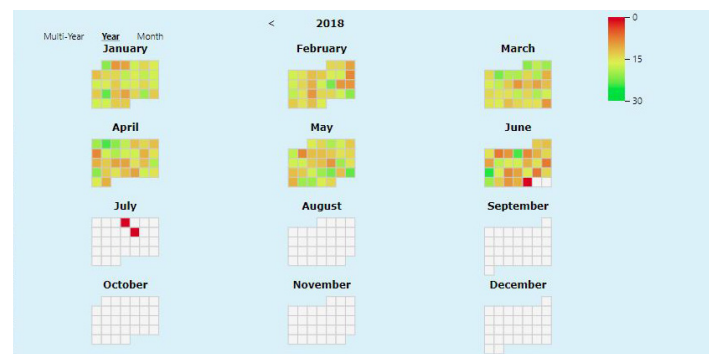 < 2018
Multi-Year Year Month
January February March
0
15
30
April May June
July August September
October November December